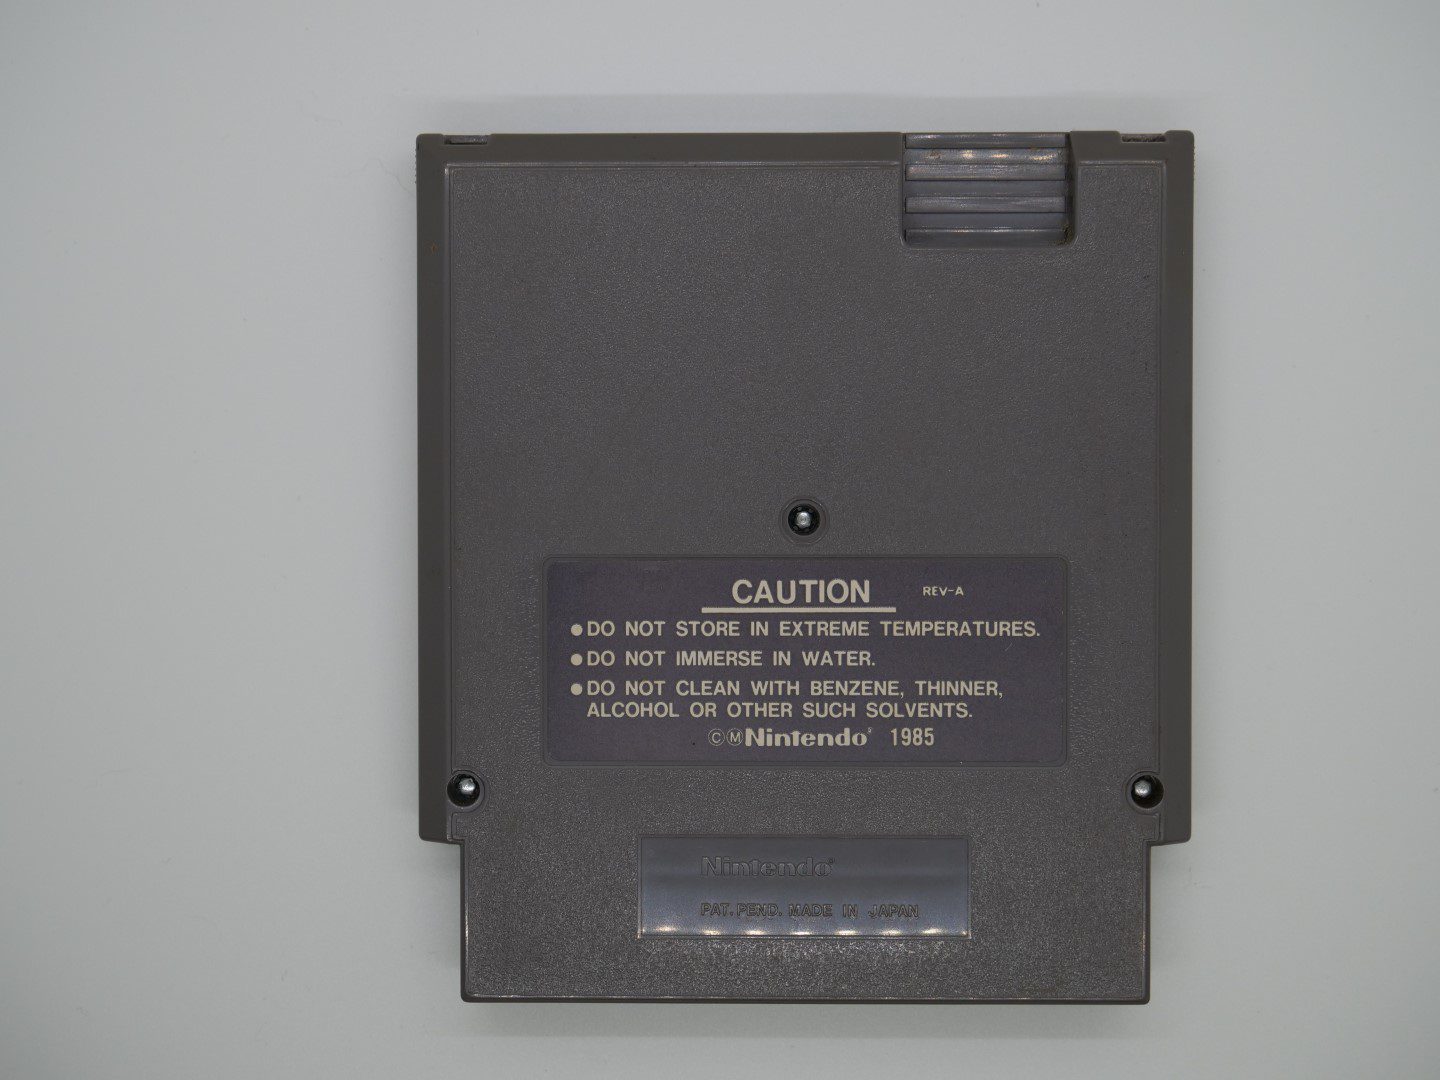 CAUTION REV-A
●DO NOT STORE IN EXTREME TEMPERATURES.
●DO NOT IMMERSE IN WATER.
●DO NOT CLEAN WITH BENZENE, THINNER,
ALCOHOL OR OTHER SUCH SOLVENTS.
ⒸⓂNintendo® 1985
Nintendo®
PAT. PEND. MADE IN JAPAN